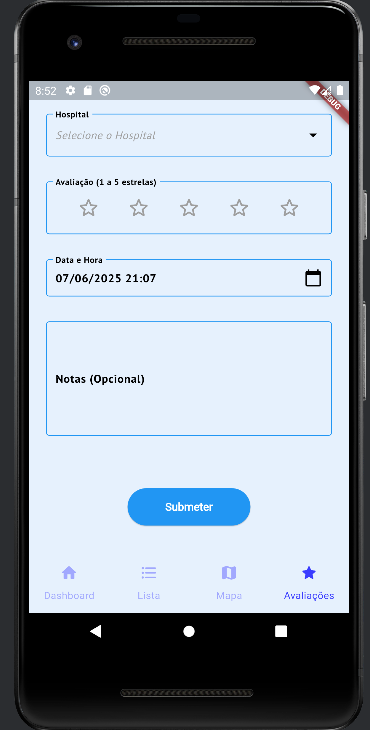 8:52
DEBUG
Hospital
Selecione o Hospital
Avaliação (1 a 5 estrelas)
Data e Hora
07/06/2025 21:07
Notas (Opcional)
Submeter
Dashboard Lista Mapa Avaliações